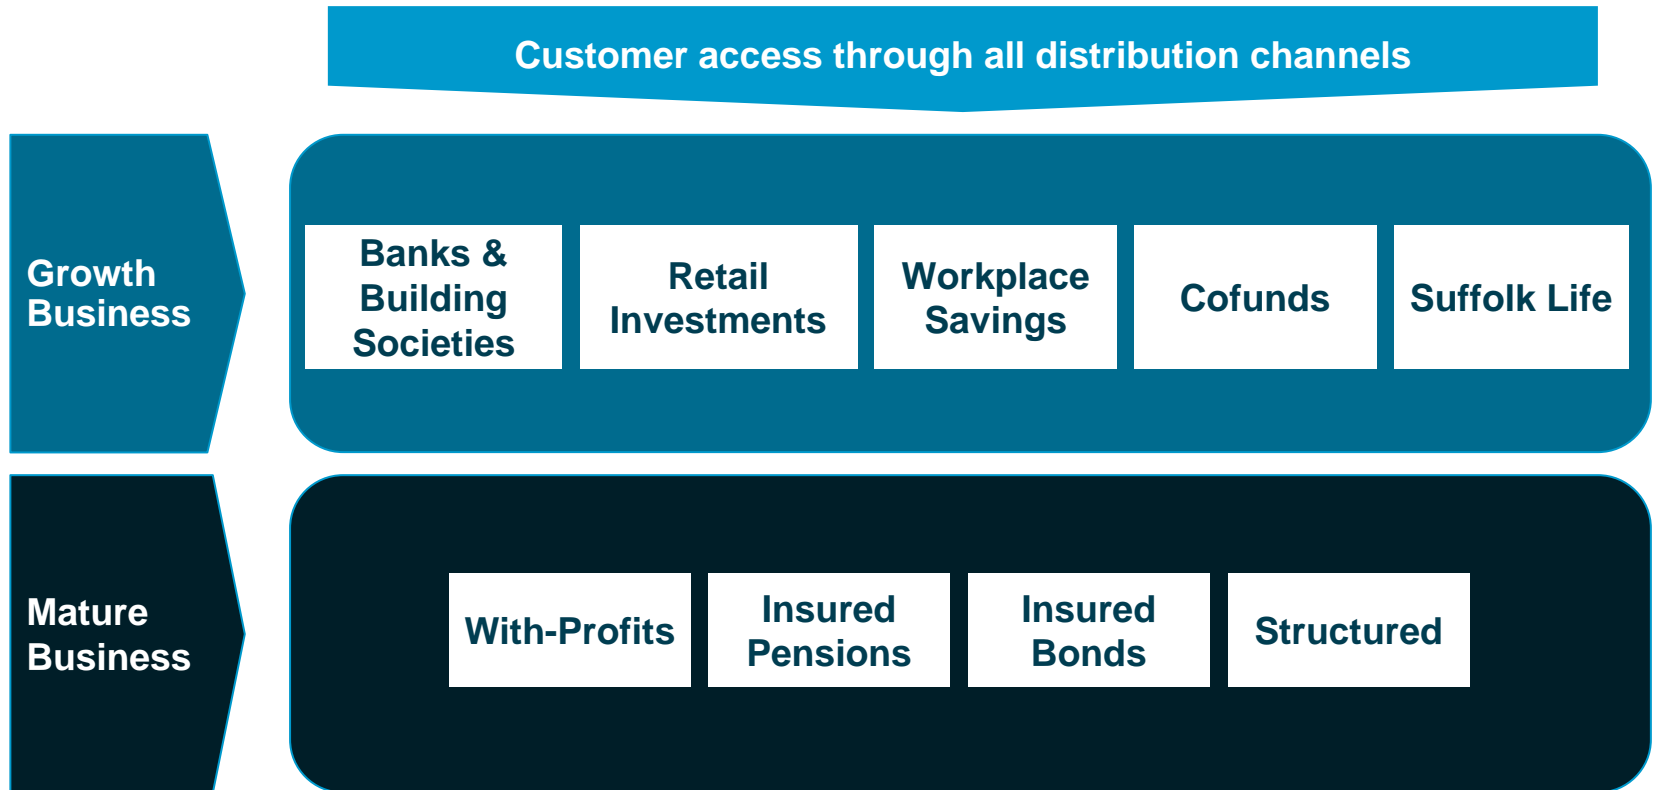 Customer access through all distribution channels
Growth
Business
Banks &
Building
Societies
Retail
Investments
Workplace
Savings
Cofunds
Suffolk Life
Mature
Business
With-Profits
Insured
Pensions
Insured
Bonds
Structured